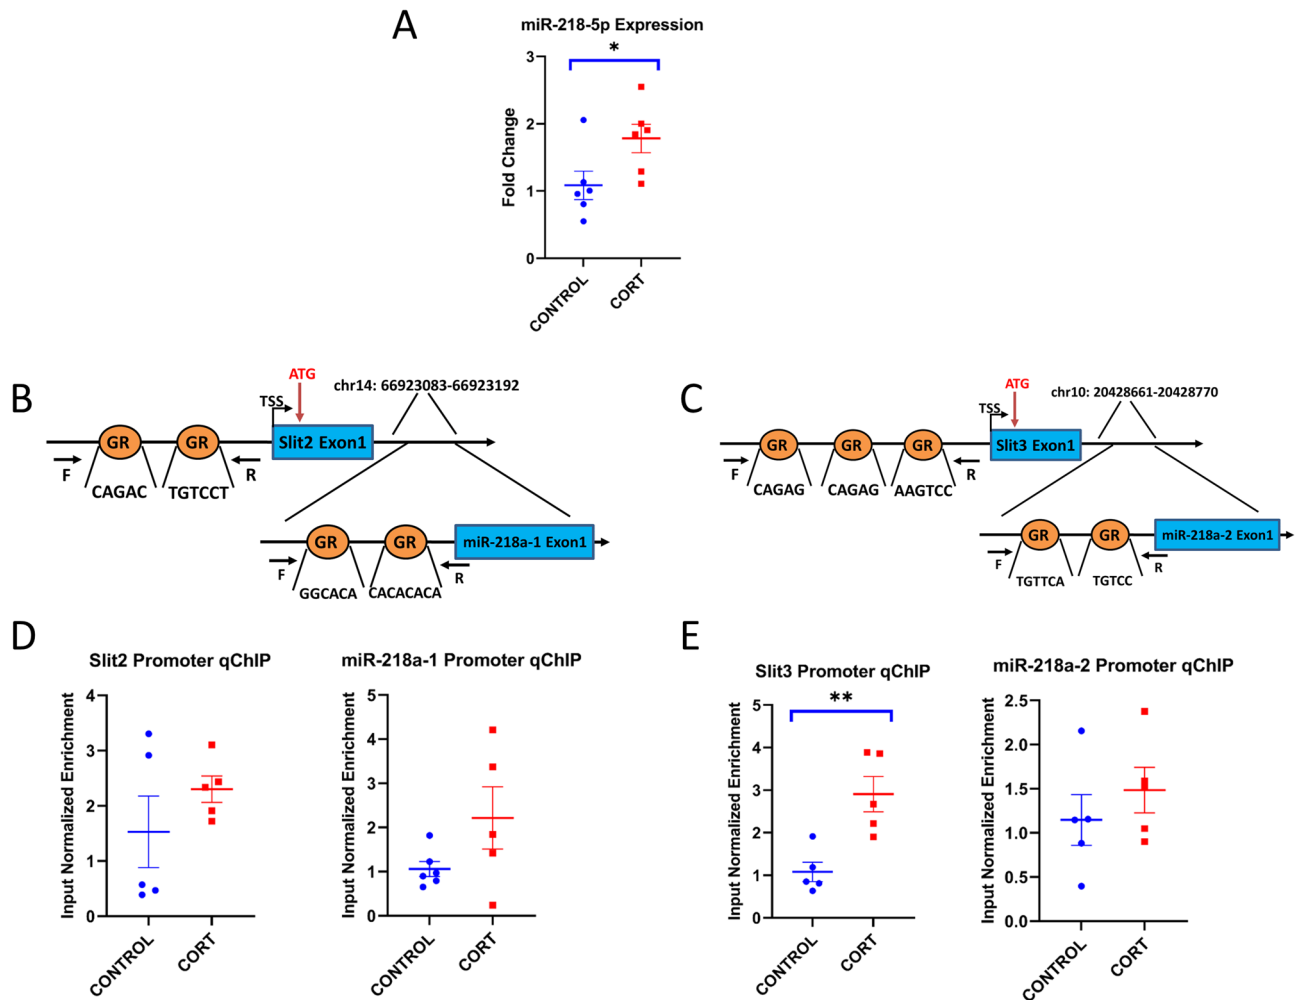 A
miR-218-5p Expression
*
3
2
1
0
Fold Change
CONTROL
CORT
B
ATG
TSS
chr14: 66923083-66923192
GR
GR
Slit2 Exon1
F
R
CAGAC
TGTCCT
GR
GR
miR-218a-1 Exon1
F
R
GGCACA
CACACACA
C
ATG
TSS
chr10: 20428661-20428770
GR
GR
GR
Slit3 Exon1
F
R
CAGAG
CAGAG
AAGTCC
GR
GR
miR-218a-2 Exon1
F
R
TGTTCA
TGTCC
D
Slit2 Promoter qChIP
4
3
2
1
0
Input Normalized Enrichment
CONTROL
CORT
miR-218a-1 Promoter qChIP
5
4
3
2
1
0
Input Normalized Enrichment
CONTROL
CORT
E
Slit3 Promoter qChIP
**
5
4
3
2
1
0
Input Normalized Enrichment
CONTROL
CORT
miR-218a-2 Promoter qChIP
2.5
2.0
1.5
1.0
0.5
0.0
Input Normalized Enrichment
CONTROL
CORT